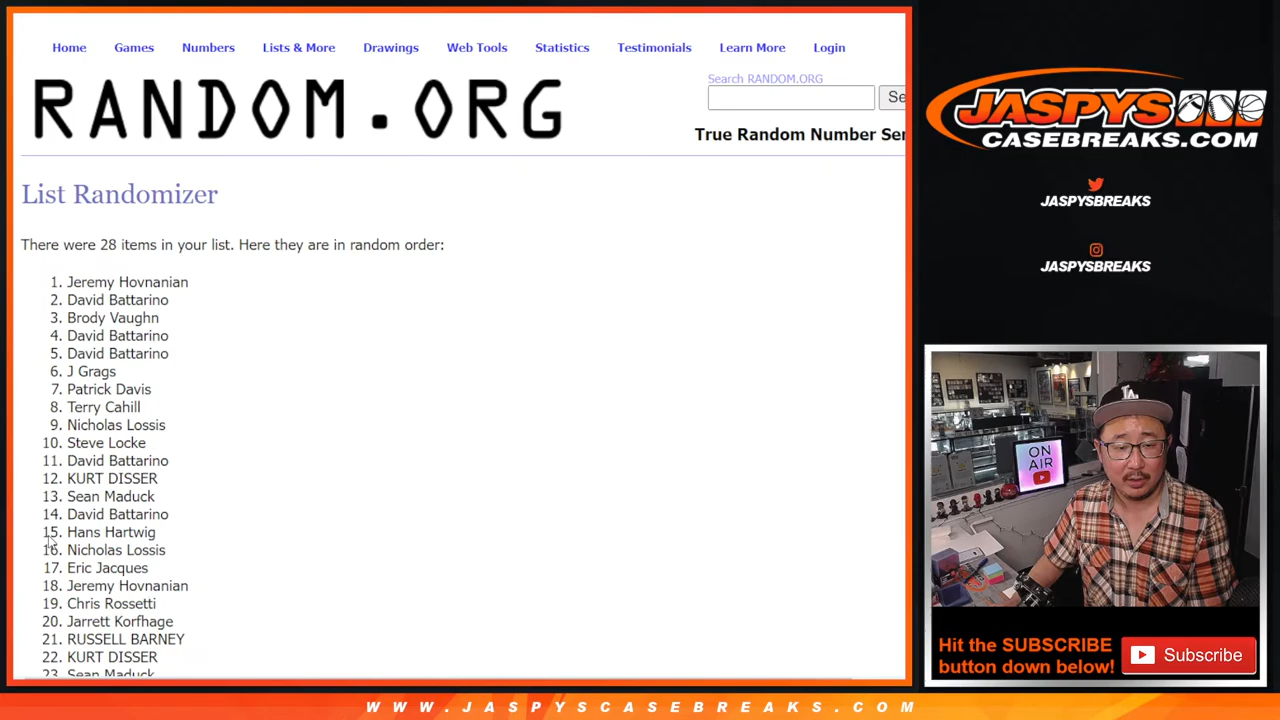 Home Games Numbers Lists & More Drawings Web Tools Statistics Testimonials Learn More Login
RANDOM.ORG
Search RANDOM.ORG
Se
True Random Number Ser
List Randomizer
There were 28 items in your list. Here they are in random order:
1. Jeremy Hovnanian
2. David Battarino
3. Brody Vaughn
4. David Battarino
5. David Battarino
6. J Grags
7. Patrick Davis
8. Terry Cahill
9. Nicholas Lossis
10. Steve Locke
11. David Battarino
12. KURT DISSER
13. Sean Maduck
14. David Battarino
15. Hans Hartwig
16. Nicholas Lossis
17. Eric Jacques
18. Jeremy Hovnanian
19. Chris Rossetti
20. Jarrett Korfhage
21. RUSSELL BARNEY
22. KURT DISSER
23. Sean Maduck
JASPYS
CASEBREAKS.COM
JASPYSBREAKS
JASPYSBREAKS
ON
AIR
LA
Hit the SUBSCRIBE
button down below!
Subscribe
WWW.JASPYSCASEBREAKS.COM